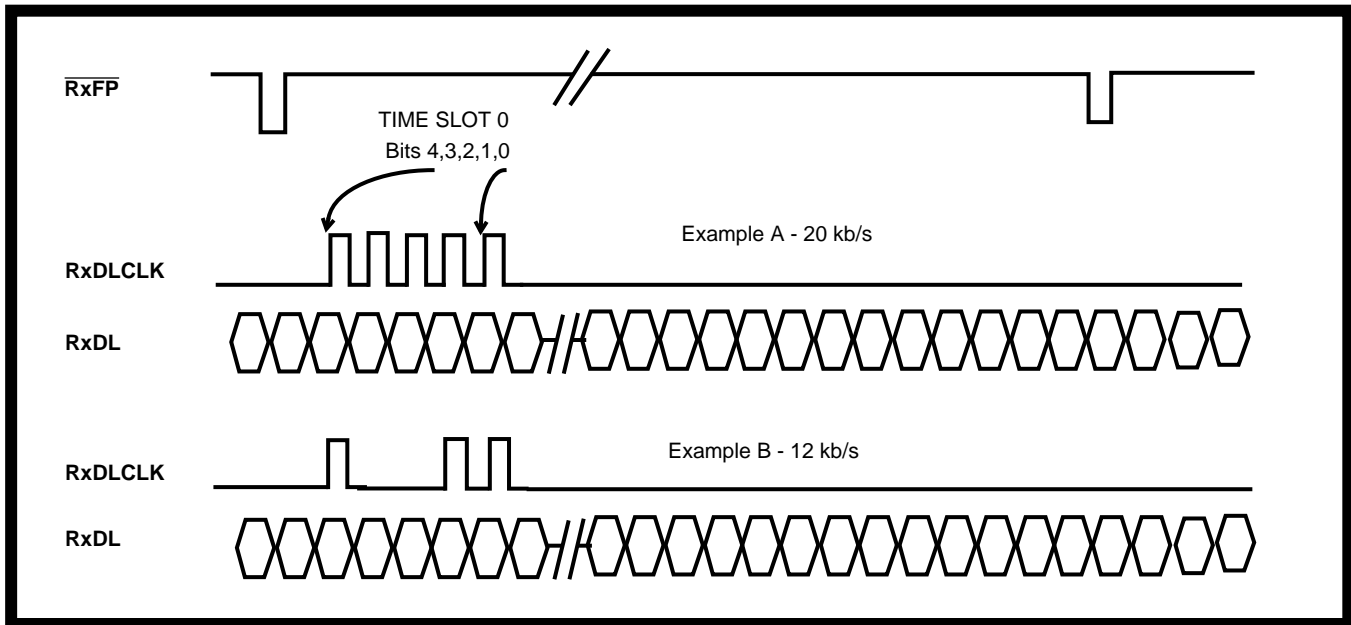 RxFP
TIME SLOT 0
Bits 4,3,2,1,0
Example A - 20 kb/s
RxDLCLK
RxDL
Example B - 12 kb/s
RxDLCLK
RxDL